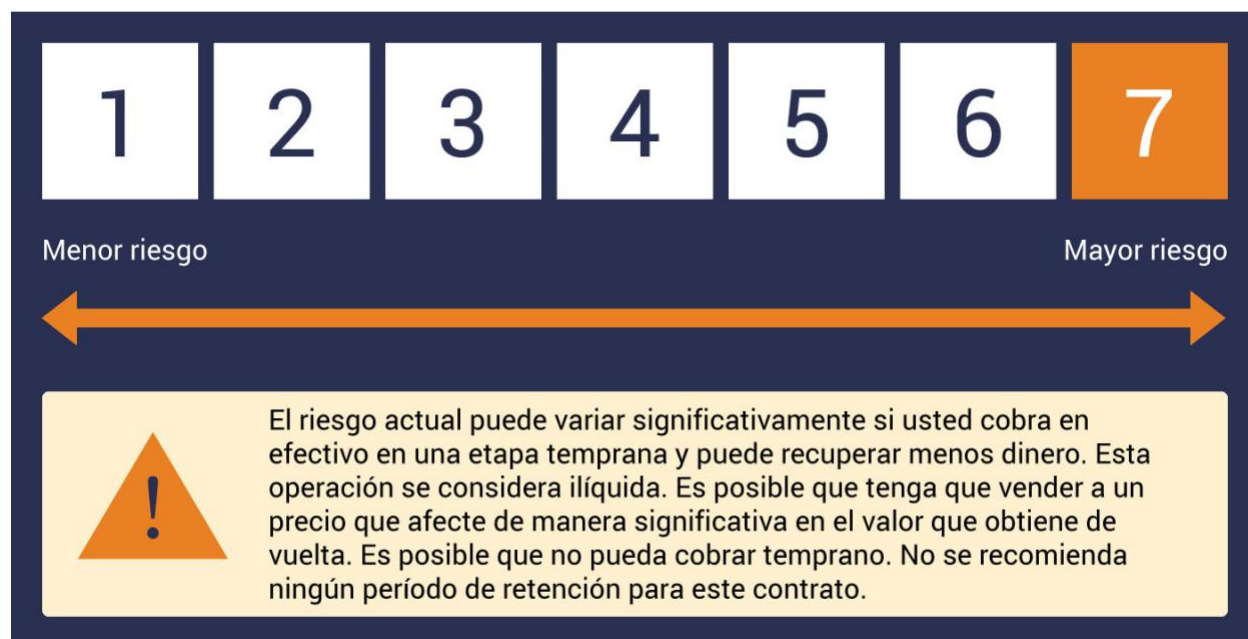 1 2 3 4 5 6 7
Menor riesgo Mayor riesgo
!
El riesgo actual puede variar significativamente si usted cobra en
efectivo en una etapa temprana y puede recuperar menos dinero. Esta
operación se considera ilíquida. Es posible que tenga que vender a un
precio que afecte de manera significativa en el valor que obtiene de
vuelta. Es posible que no pueda cobrar temprano. No se recomienda
ningún período de retención para este contrato.